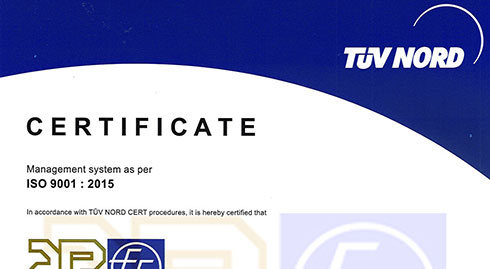 TÜV NORD
CERTIFICATE
Management system as per
ISO 9001 : 2015
In accordance with TÜV NORD CERT procedures, it is hereby certified that